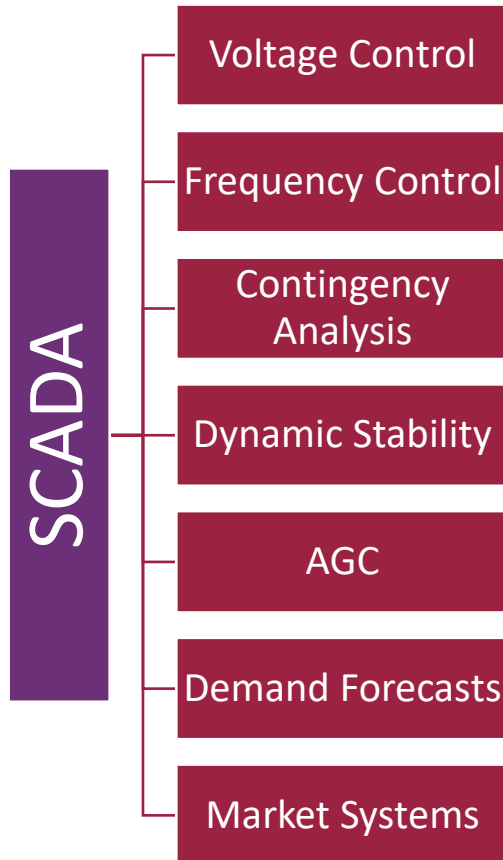 SCADA
Voltage Control
Frequency Control
Contingency
Analysis
Dynamic Stability
AGC
Demand Forecasts
Market Systems